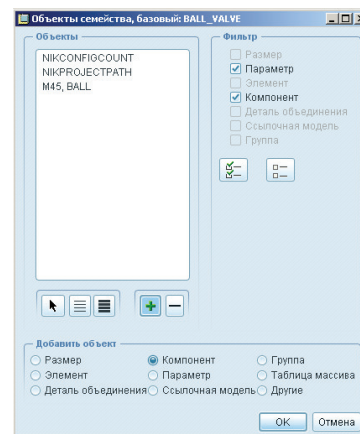 Объекты семейства, базовый: BALL_VALVE
Объекты
NIKCONFIGCOUNT
NIKPROJECTPATH
M45, BALL
Фильтр
Размер
Параметр
Элемент
Компонент
Деталь объединения
Ссылочная модель
Группа
Добавить объект
Размер Компонент Группа
Элемент Параметр Таблица массива
Деталь объединения Ссылочная модель Другие
OK Отмена